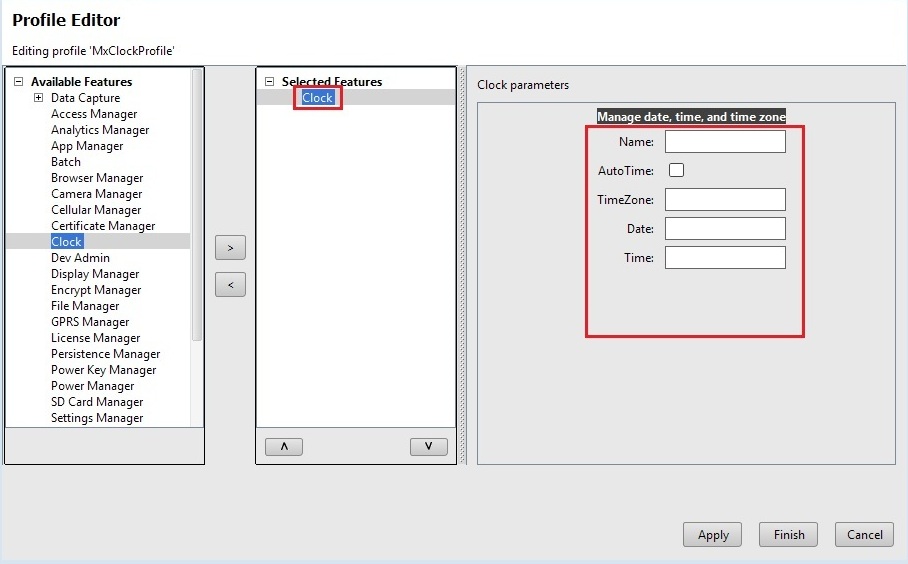 Profile Editor
Editing profile 'MxClockProfile'
Available Features
Data Capture
Access Manager
Analytics Manager
App Manager
Batch
Browser Manager
Camera Manager
Cellular Manager
Certificate Manager
Clock
Dev Admin
Display Manager
Encrypt Manager
File Manager
GPRS Manager
License Manager
Persistence Manager
Power Key Manager
Power Manager
SD Card Manager
Settings Manager
>
<
Selected Features
Clock
˄
˅
Clock parameters
Manage date, time, and time zone
Name:
AutoTime:
TimeZone:
Date:
Time:
Apply Finish Cancel